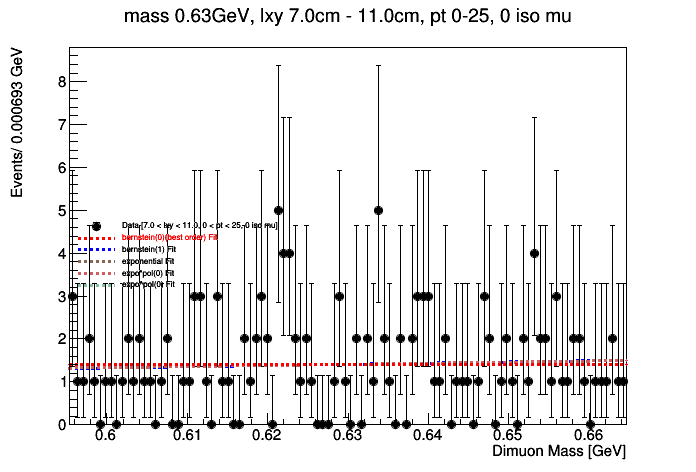 mass 0.63GeV, lxy 7.0cm - 11.0cm, pt 0-25, 0 iso mu
Events/ 0.000693 GeV
8
7
6
5
4
3
2
1
0
Data [7.0 < lxy < 11.0, 0 < pt < 25, 0 iso mu]
bernstein(0)(best order) Fit
bernstein(1) Fit
exponential Fit
expo*pol(0) Fit
expo*pol(0) Fit
0.6 0.61 0.62 0.63 0.64 0.65 0.66
Dimuon Mass [GeV]